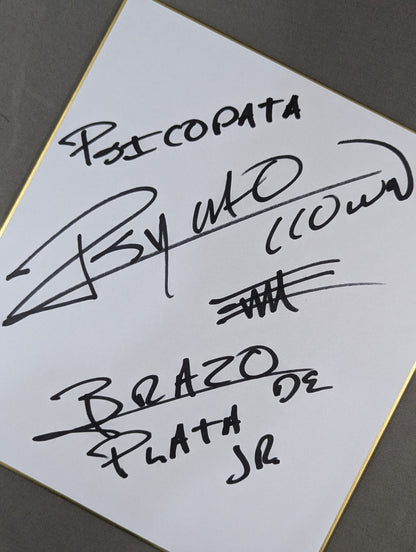 PSICOPATA
Psycho
Clown
BRAZO
DE
PLATA
JR